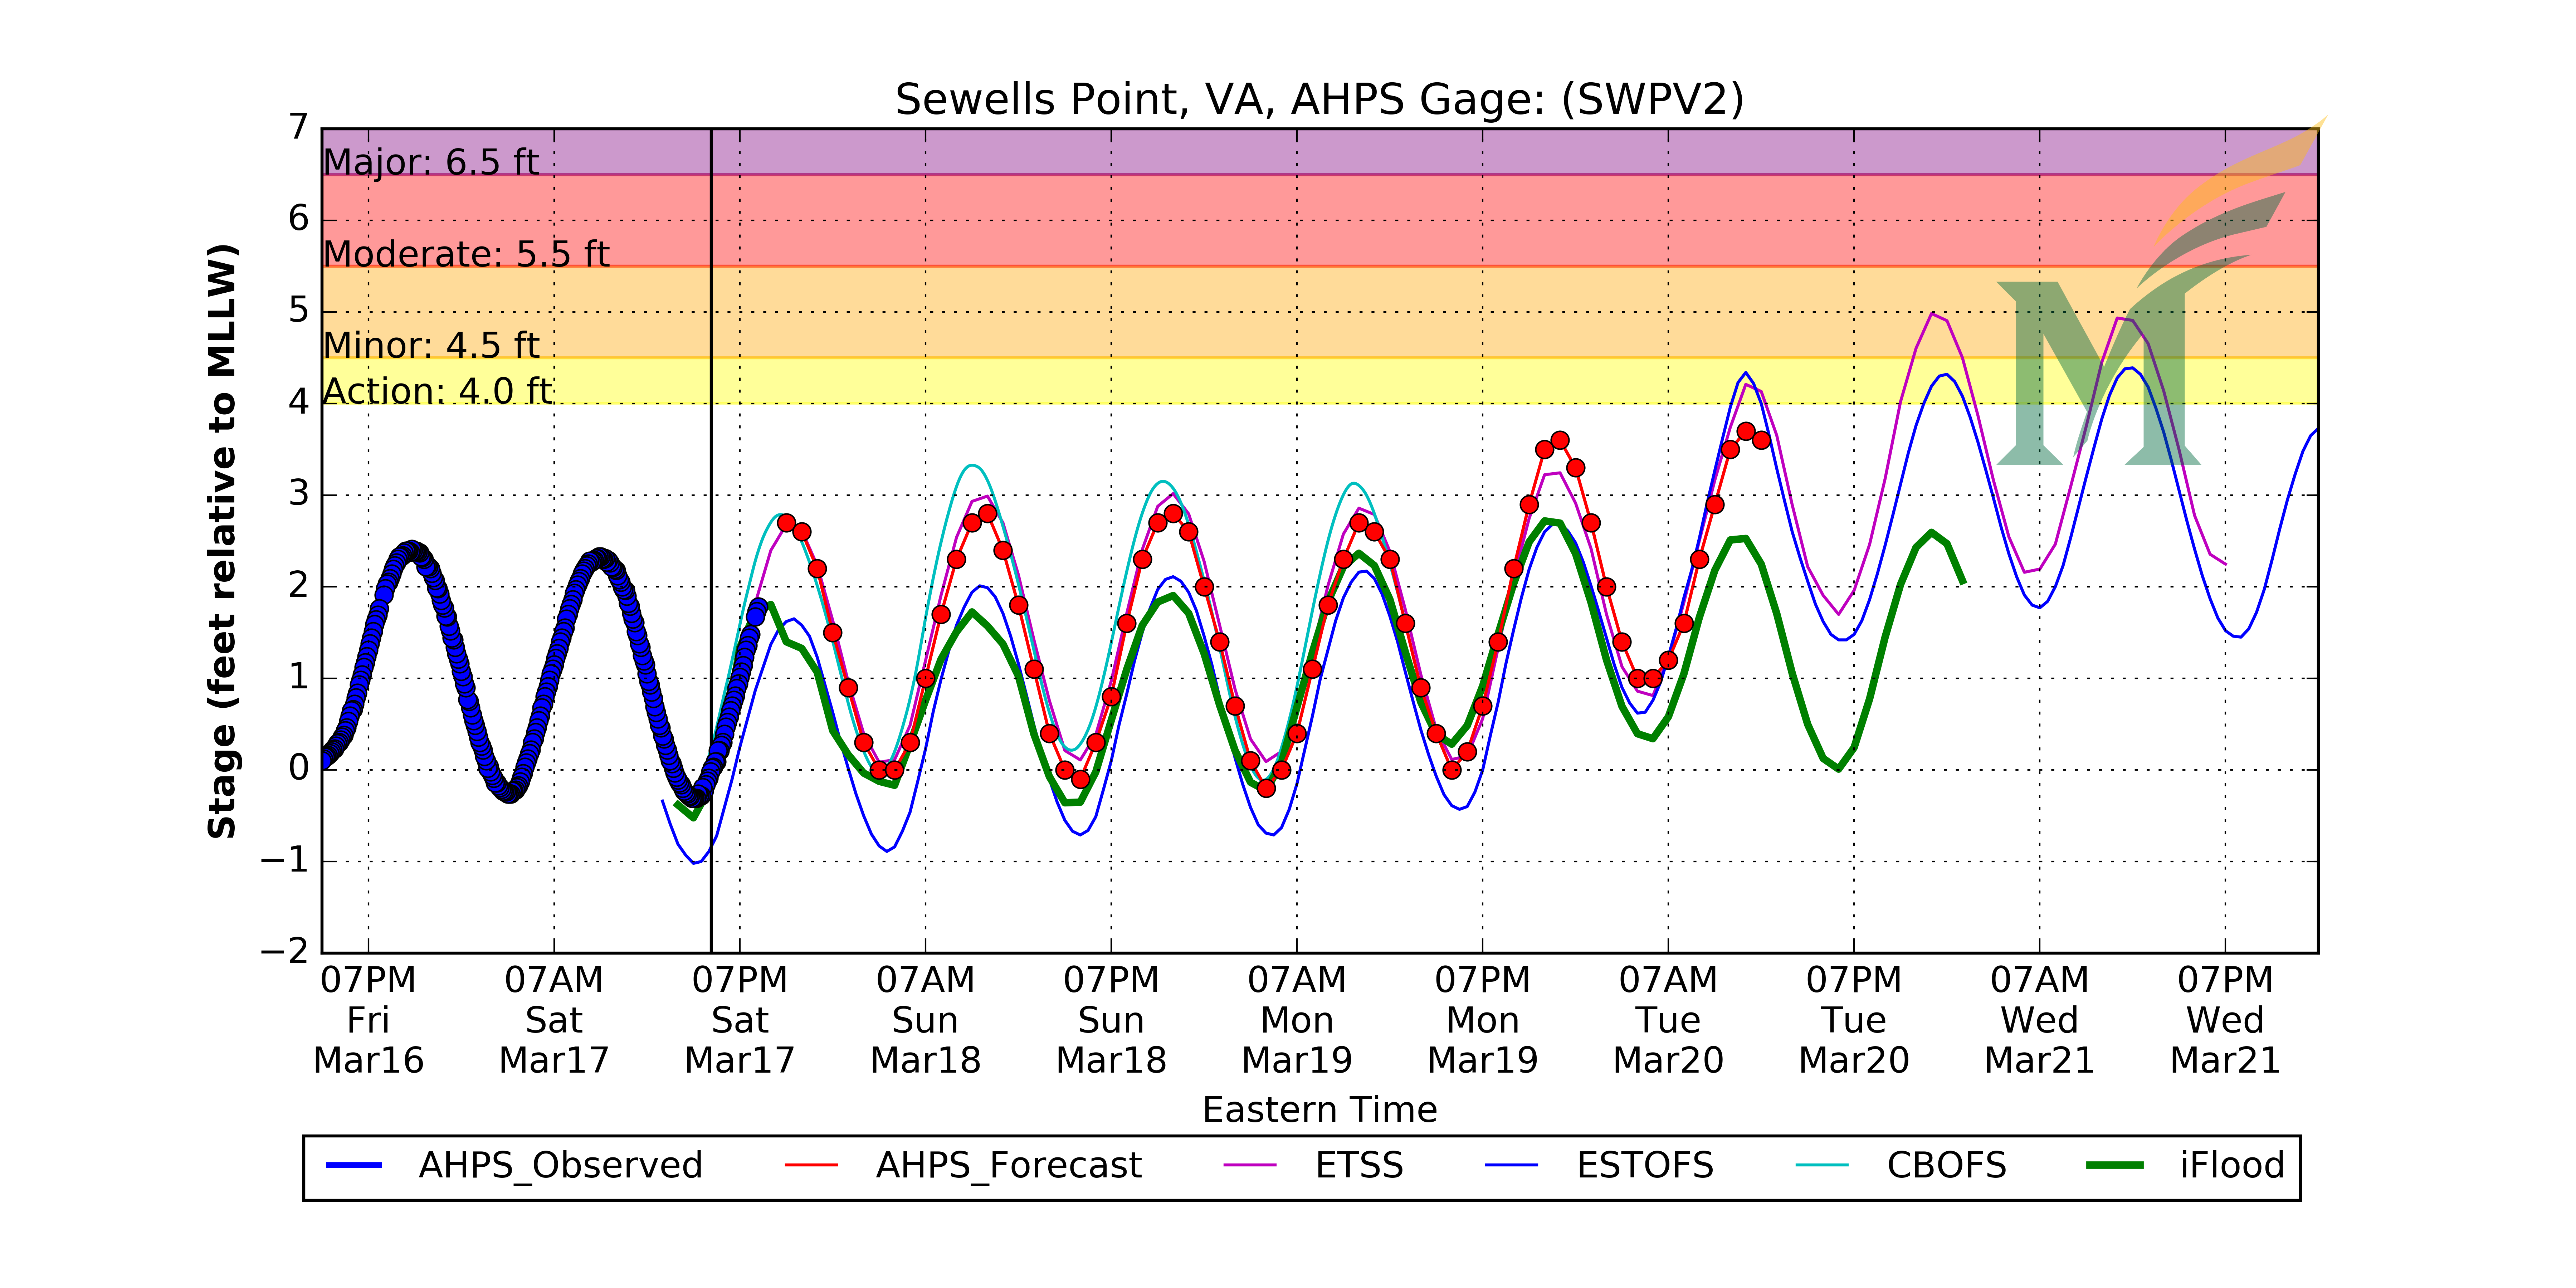 Sewells Point, VA, AHPS Gage: (SWPV2)
Stage (feet relative to MLLW)
7
6
5
4
3
2
1
0
−1
−2
Major: 6.5 ft
Moderate: 5.5 ft
Minor: 4.5 ft
Action: 4.0 ft
07PM 07AM 07PM 07AM 07PM 07AM 07PM 07AM 07PM 07AM 07PM
Fri Sat Sat Sun Sun Mon Mon Tue Tue Wed Wed
Mar16 Mar17 Mar17 Mar18 Mar18 Mar19 Mar19 Mar20 Mar20 Mar21 Mar21
Eastern Time
AHPS_Observed AHPS_Forecast ETSS ESTOFS CBOFS iFlood
M